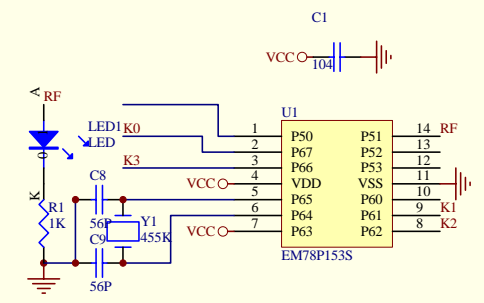 C1
VCC
104
A
RF
LED1
LED
0
K
R1
1K
K0
K3
VCC
C8
56P
Y1
455K
C9
56P
VCC
U1
1 P50 P51 14 RF
2 P67 P52 13
3 P66 P53 12
4 VDD VSS 11
5 P65 P60 10
6 P64 P61 9 K1
7 P63 P62 8 K2
EM78P153S